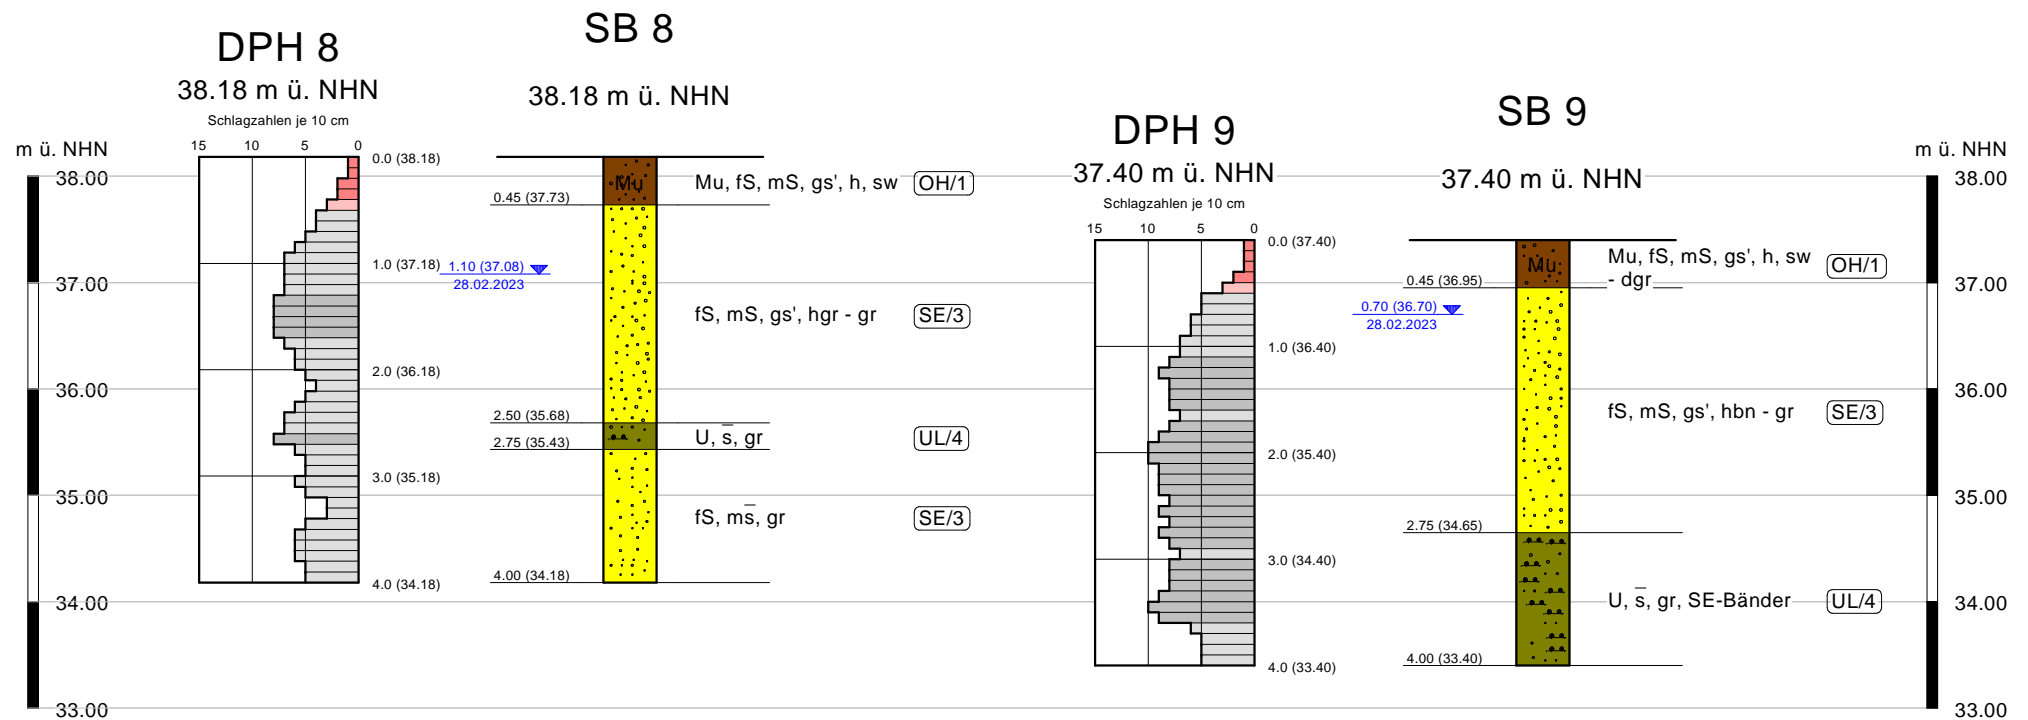 SB 8
DPH 8
38.18 m ü. NHN
38.18 m ü. NHN
Schlagzahlen je 10 cm
15 10 5 0
m ü. NHN
38.00
37.00
36.00
35.00
34.00
33.00
0.0 (38.18)
1.0 (37.18)
2.0 (36.18)
3.0 (35.18)
4.0 (34.18)
1.10 (37.08)
28.02.2023
0.45 (37.73)
2.50 (35.68)
2.75 (35.43)
4.00 (34.18)
Mu
Mu, fS, mS, gs', h, sw OH/1
fS, mS, gs', hgr - gr SE/3
U, s̅, gr UL/4
fS, ms̅, gr SE/3
SB 9
DPH 9
37.40 m ü. NHN
37.40 m ü. NHN
Schlagzahlen je 10 cm
15 10 5 0
0.0 (37.40)
1.0 (36.40)
2.0 (35.40)
3.0 (34.40)
4.0 (33.40)
0.70 (36.70)
28.02.2023
0.45 (36.95)
2.75 (34.65)
4.00 (33.40)
Mu
Mu, fS, mS, gs', h, sw
- dgr
OH/1
fS, mS, gs', hbn - gr SE/3
U, s̅, gr, SE-Bänder UL/4
m ü. NHN
38.00
37.00
36.00
35.00
34.00
33.00